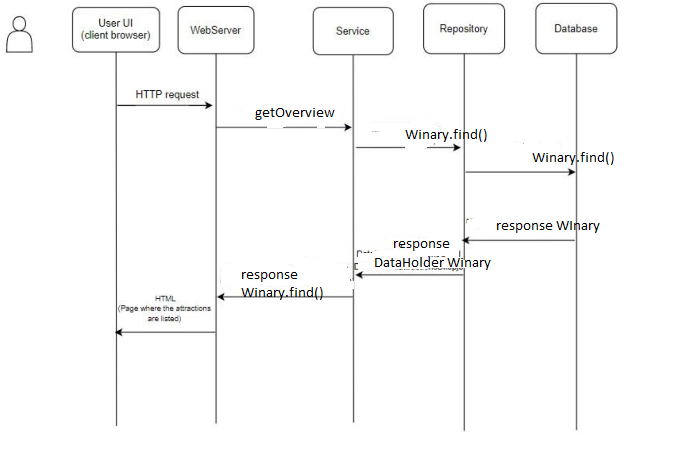 User UI
(client browser)
WebServer
Service
Repository
Database
HTTP request
getOverview
Winary.find()
Winary.find()
response WInary
response
DataHolder Winary
response
Winary.find()
HTML
(Page where the attractions
are listed)